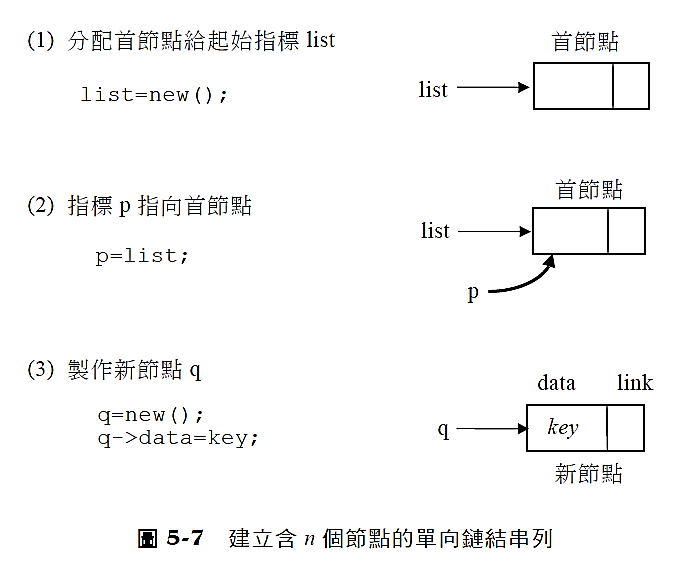 (1) 分配首節點給起始指標 list
首節點
list=new();
list
(2) 指標 p 指向首節點
首節點
list
p=list;
p
(3) 製作新節點 q
data link
q=new();
q->data=key;
q
key
新節點
圖 5-7 建立含 n 個節點的單向鏈結串列